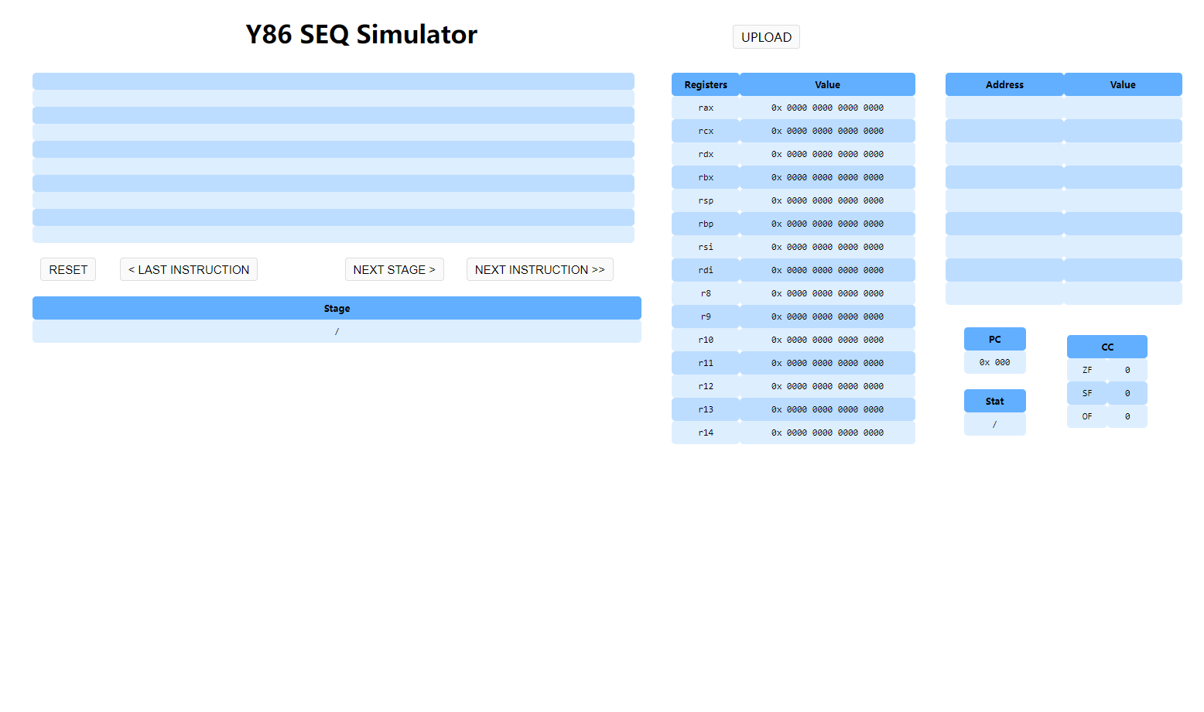 Y86 SEQ Simulator
UPLOAD
RESET
< LAST INSTRUCTION
NEXT STAGE >
NEXT INSTRUCTION >>
Stage
/
Registers Value
rax 0x 0000 0000 0000 0000
rcx 0x 0000 0000 0000 0000
rdx 0x 0000 0000 0000 0000
rbx 0x 0000 0000 0000 0000
rsp 0x 0000 0000 0000 0000
rbp 0x 0000 0000 0000 0000
rsi 0x 0000 0000 0000 0000
rdi 0x 0000 0000 0000 0000
r8 0x 0000 0000 0000 0000
r9 0x 0000 0000 0000 0000
r10 0x 0000 0000 0000 0000
r11 0x 0000 0000 0000 0000
r12 0x 0000 0000 0000 0000
r13 0x 0000 0000 0000 0000
r14 0x 0000 0000 0000 0000
Address Value
PC
0x 000
Stat
/
CC
ZF 0
SF 0
OF 0